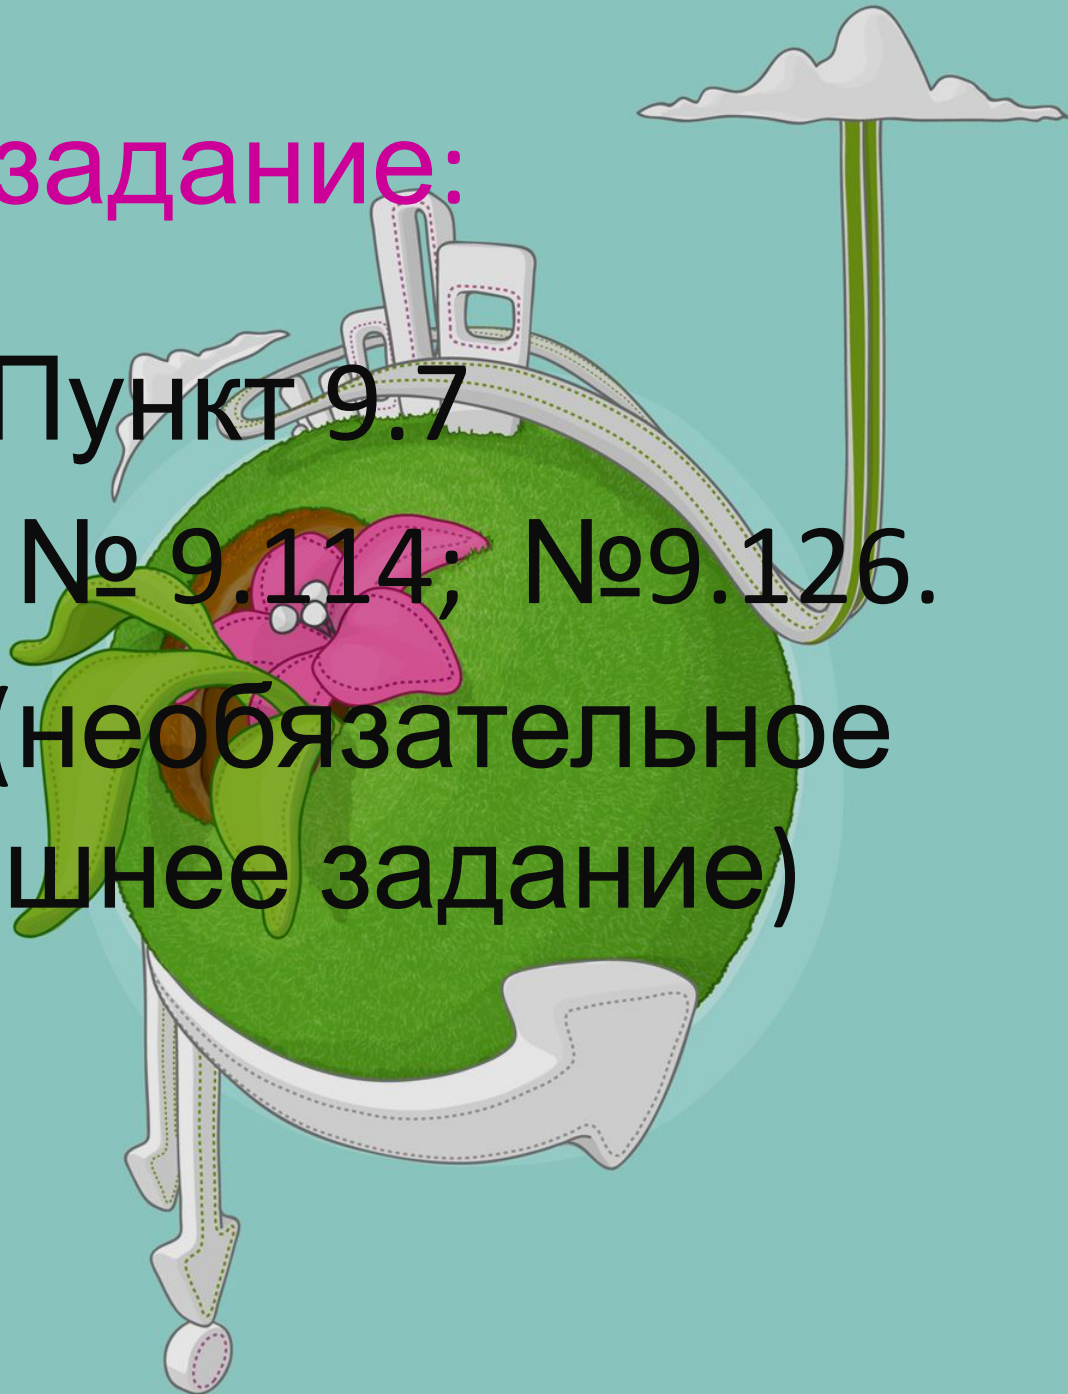 задание:
Пункт 9.7
№ 9.114; №9.126.
(необязательное
шнее задание)